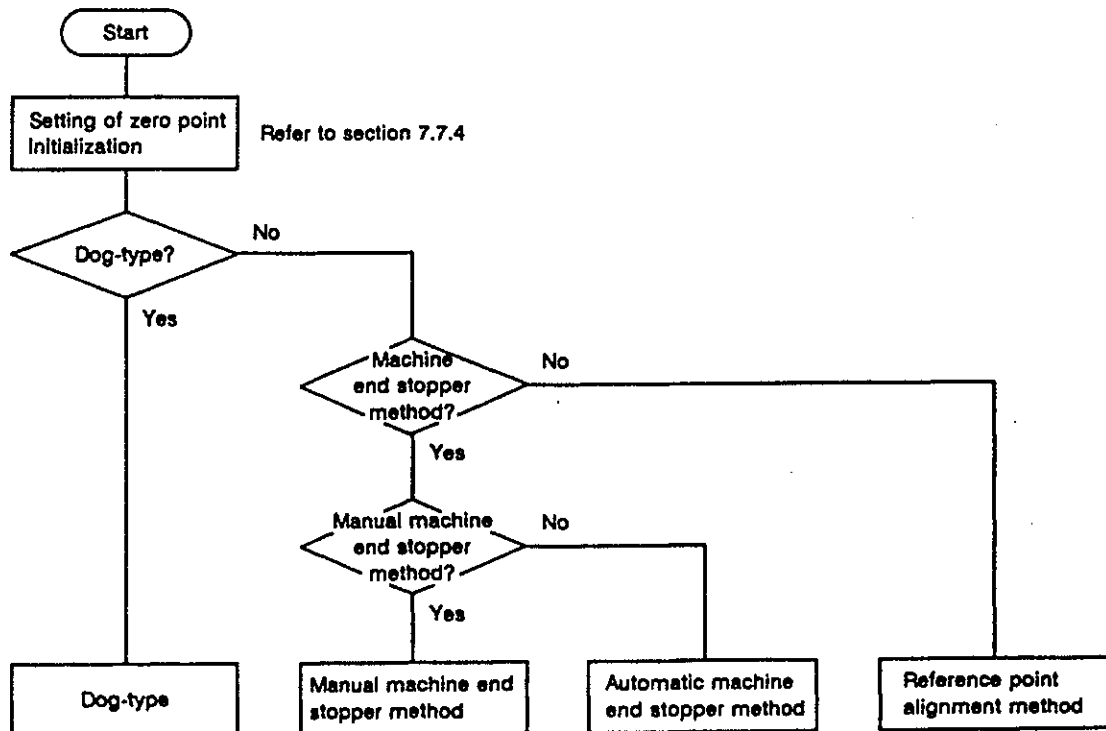 Start
Setting of zero point
Initialization
Refer to section 7.7.4
Dog-type?
No
Yes
Machine
end stopper
method?
No
Yes
Manual machine
end stopper
method?
No
Yes
Dog-type
Manual machine end
stopper method
Automatic machine
end stopper method
Reference point
alignment method